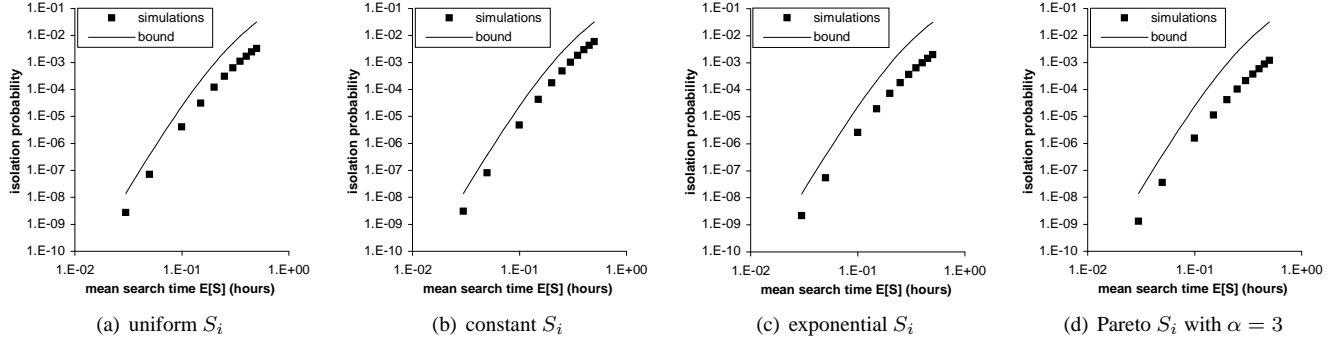 1.E-01
1.E-02
1.E-03
1.E-04
1.E-05
1.E-06
1.E-07
1.E-08
1.E-09
1.E-10
isolation probability
simulations
bound
1.E-02 1.E-01 1.E+00
mean search time E[S] (hours)
(a) uniform S_i
1.E-01
1.E-02
1.E-03
1.E-04
1.E-05
1.E-06
1.E-07
1.E-08
1.E-09
1.E-10
isolation probability
simulations
bound
1.E-02 1.E-01 1.E+00
mean search time E[S] (hours)
(b) constant S_i
1.E-01
1.E-02
1.E-03
1.E-04
1.E-05
1.E-06
1.E-07
1.E-08
1.E-09
1.E-10
isolation probability
simulations
bound
1.E-02 1.E-01 1.E+00
mean search time E[S] (hours)
(c) exponential S_i
1.E-01
1.E-02
1.E-03
1.E-04
1.E-05
1.E-06
1.E-07
1.E-08
1.E-09
1.E-10
isolation probability
simulations
bound
1.E-02 1.E-01 1.E+00
mean search time E[S] (hours)
(d) Pareto S_i with α = 3